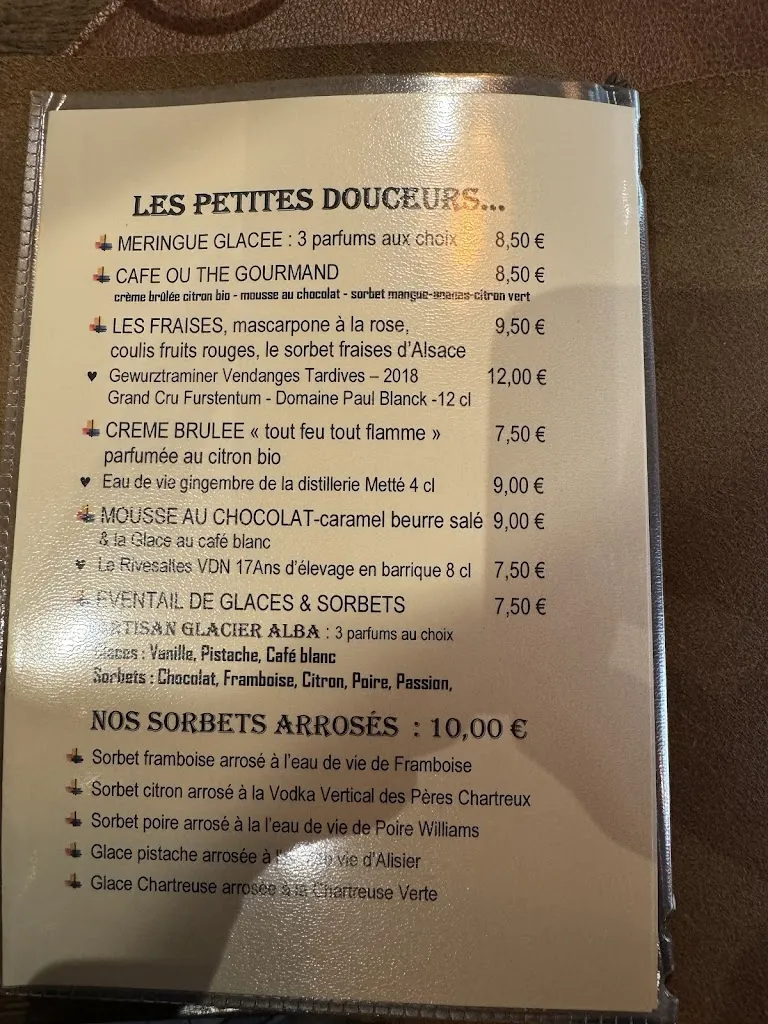 LES PETITES DOUCEURS...
MERINGUE GLACEE : 3 parfums aux choix 8,50 €
CAFE OU THE GOURMAND 8,50 €
crème brûlée citron bio - mousse au chocolat - sorbet mangue-ananas-citron vert
LES FRAISES, mascarpone à la rose, 9,50 €
coulis fruits rouges, le sorbet fraises d'Alsace
♥ Gewurztraminer Vendanges Tardives – 2018 12,00 €
Grand Cru Furstentum - Domaine Paul Blanck -12 cl
CREME BRULEE « tout feu tout flamme » 7,50 €
parfumée au citron bio
♥ Eau de vie gingembre de la distillerie Metté 4 cl 9,00 €
MOUSSE AU CHOCOLAT-caramel beurre salé 9,00 €
& la Glace au café blanc
♥ Le Rivesaltes VDN 17Ans d'élevage en barrique 8 cl 7,50 €
EVENTAIL DE GLACES & SORBETS 7,50 €
ARTISAN GLACIER ALBA : 3 parfums au choix
Glaces : Vanille, Pistache, Café blanc
Sorbets : Chocolat, Framboise, Citron, Poire, Passion,
NOS SORBETS ARROSÉS : 10,00 €
Sorbet framboise arrosé à l'eau de vie de Framboise
Sorbet citron arrosé à la Vodka Vertical des Pères Chartreux
Sorbet poire arrosé à la l'eau de vie de Poire Williams
Glace pistache arrosée à vie d'Alisier
Glace Chartreuse arrosée à la Chartreuse Verte